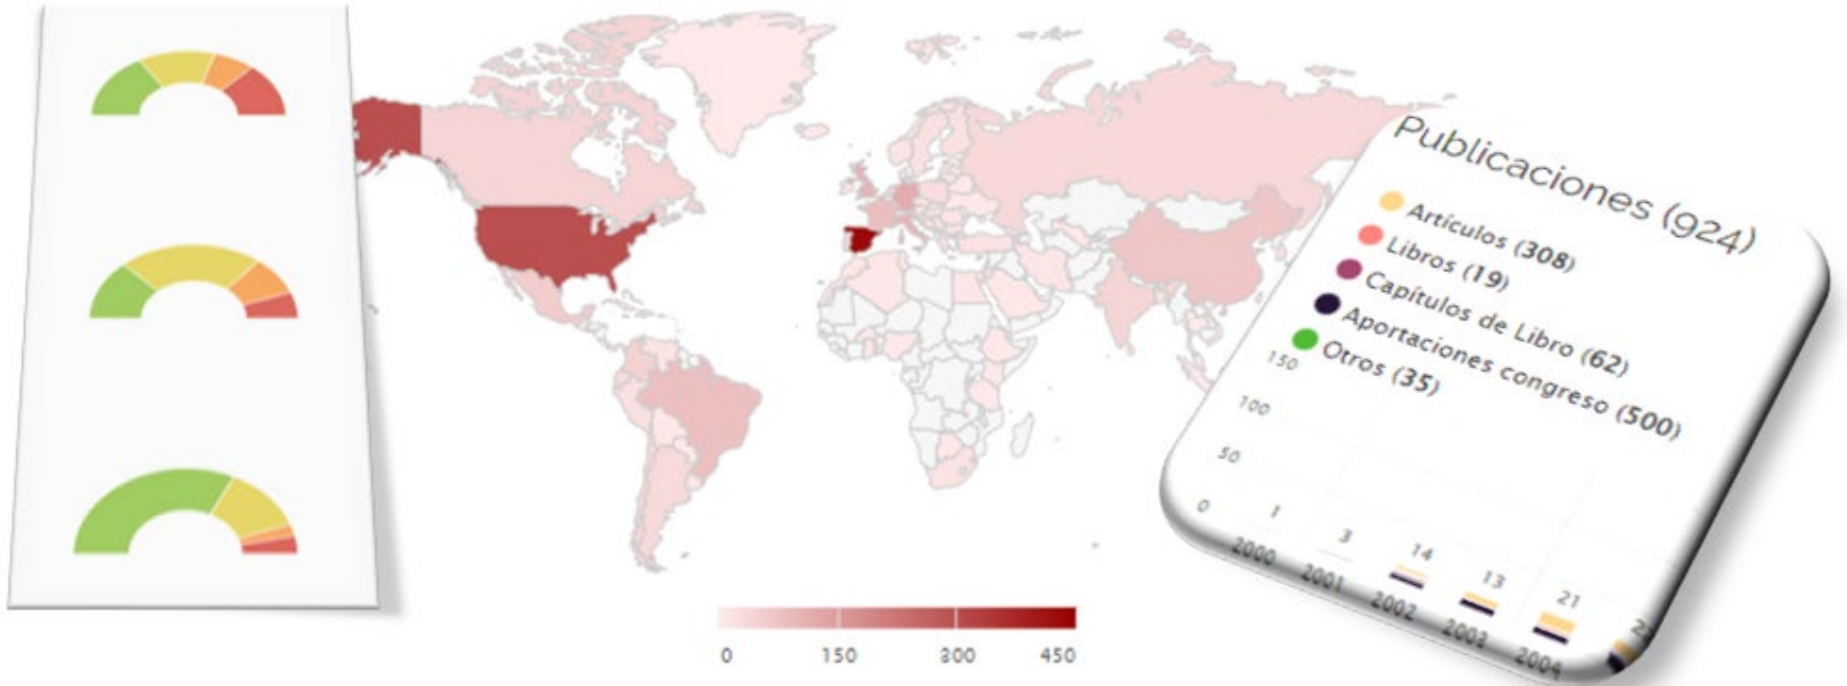 Publicaciones (924)
Artículos (308)
Libros (19)
Capítulos de Libro (62)
Aportaciones congreso (500)
Otros (35)
150
100
50
0
1
3
14
13
21
2000
2001
2002
2003
2004
0 150 300 450